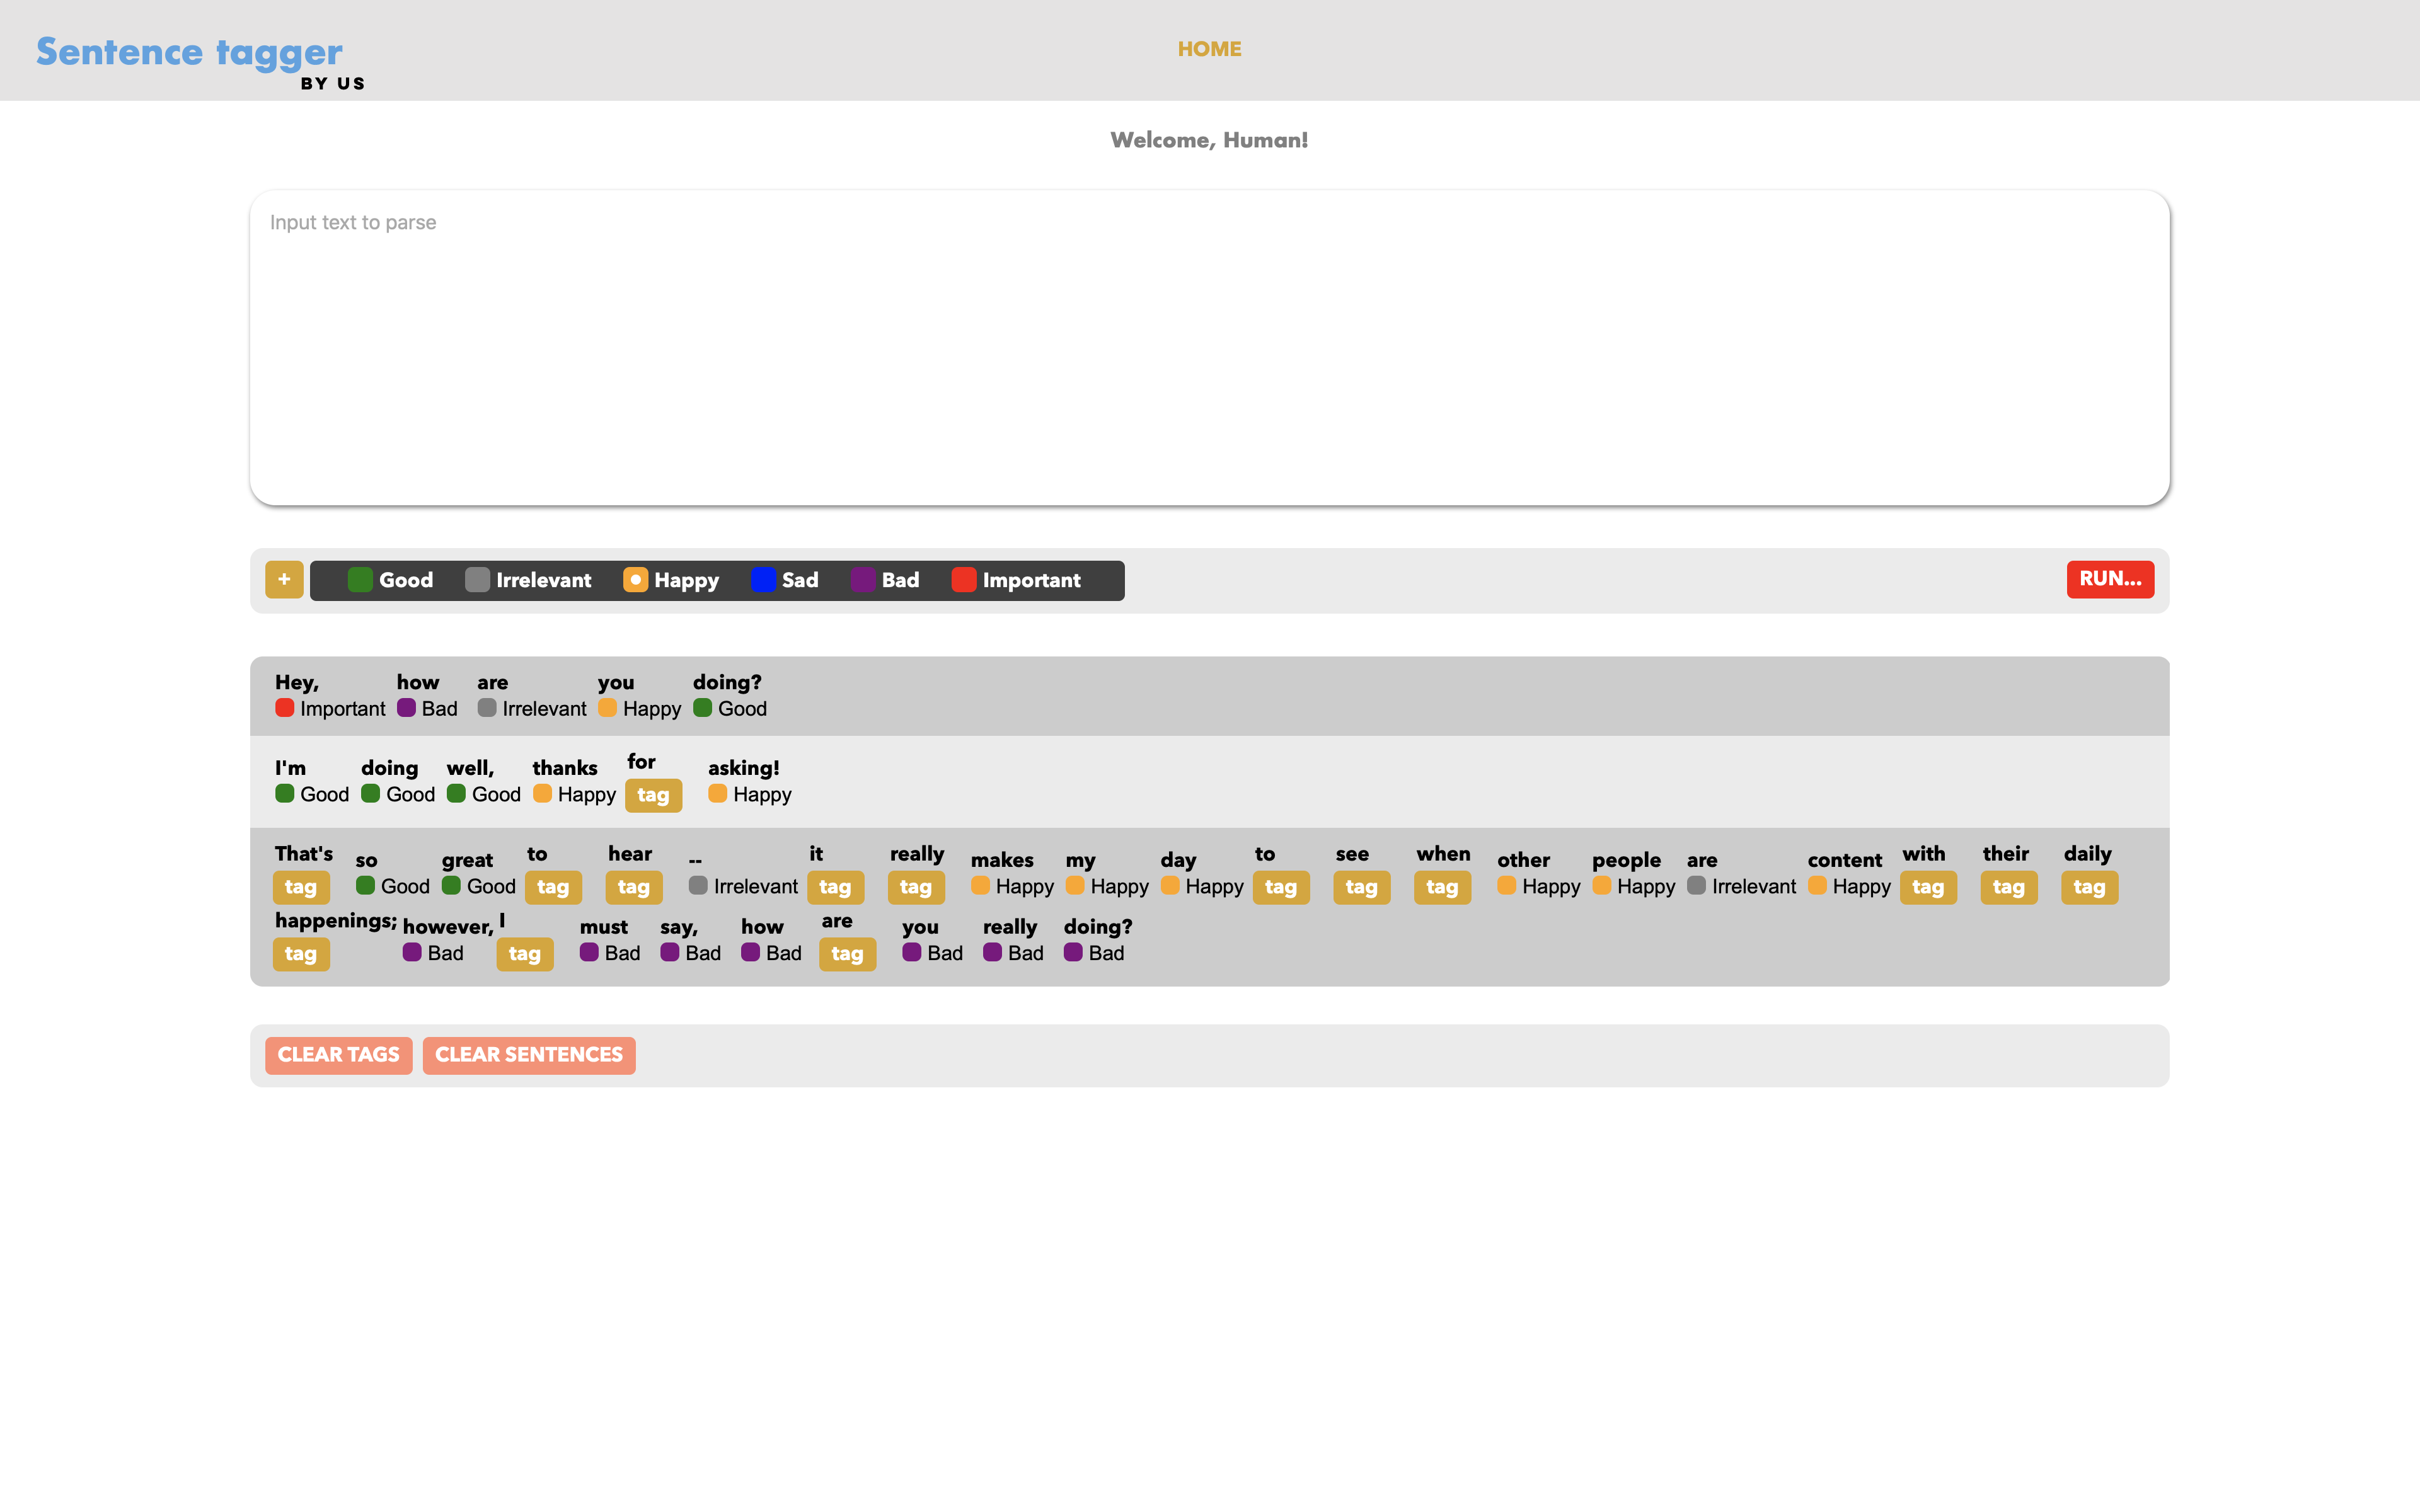 Sentence tagger
BY US
HOME
Welcome, Human!
Input text to parse
+ Good Irrelevant Happy Sad Bad Important RUN...
Hey, how are you doing?
Important Bad Irrelevant Happy Good
I'm doing well, thanks for asking!
Good Good Good Happy tag Happy
That's so great to hear -- it really makes my day to see when other people are content with their daily
tag Good Good tag tag Irrelevant tag tag Happy Happy Happy tag tag tag Happy Happy Irrelevant Happy tag tag tag
happenings; however, I must say, how are you really doing?
tag Bad tag Bad Bad Bad tag Bad Bad Bad
CLEAR TAGS CLEAR SENTENCES